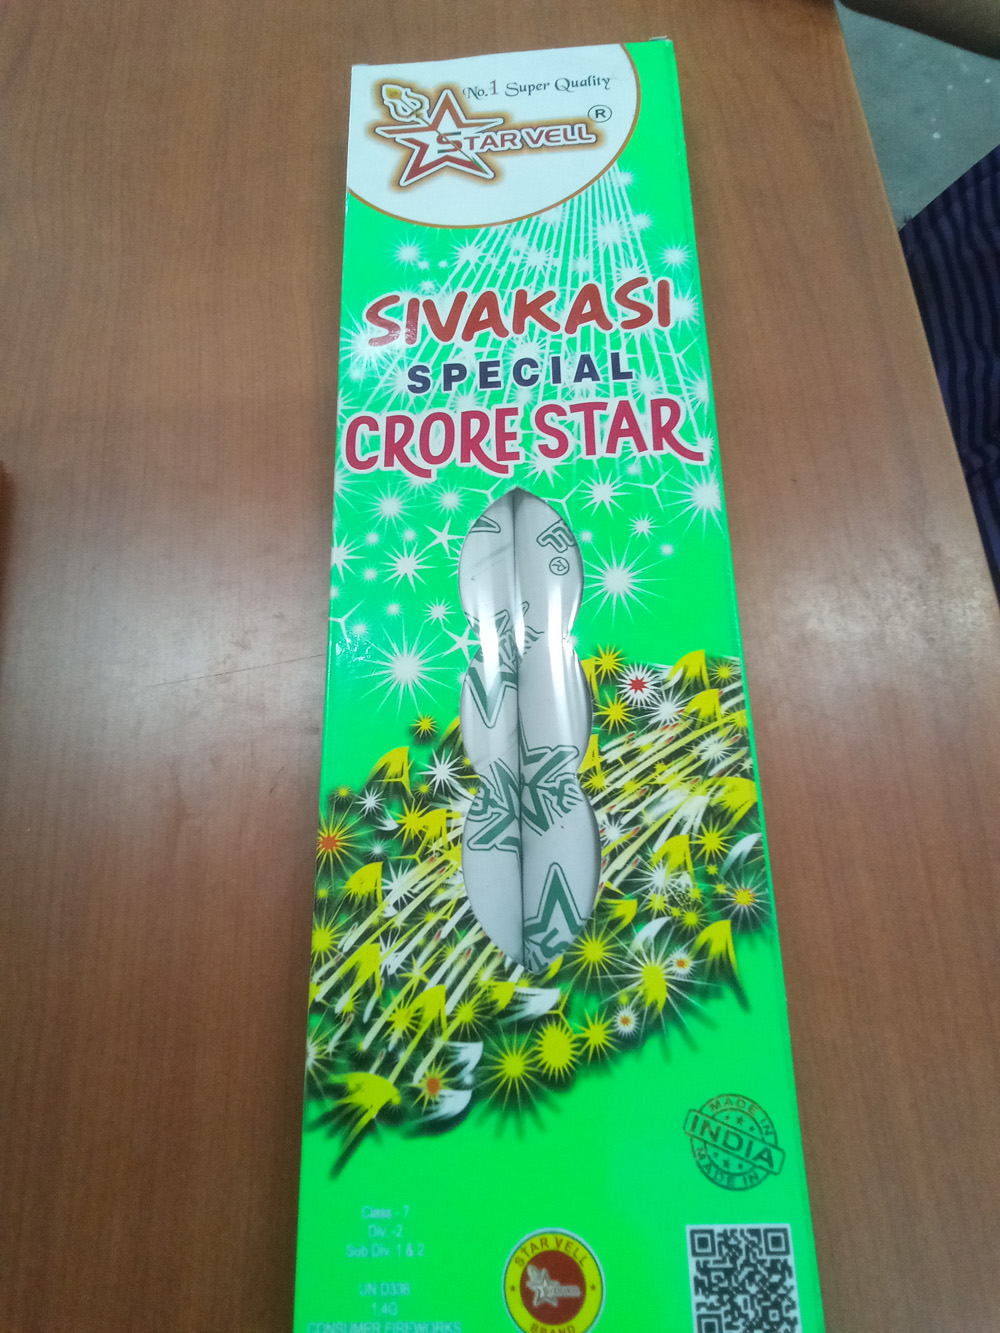 No.1 Super Quality
STAR VELL ®
SIVAKASI
SPECIAL
CRORE STAR
®
MADE IN
INDIA
MADE IN
Class - 7
Div. -2
Sub Div. 1 & 2
UN D336
1.4G
CONSUMER FIREWORKS
STAR VELL
BRAND